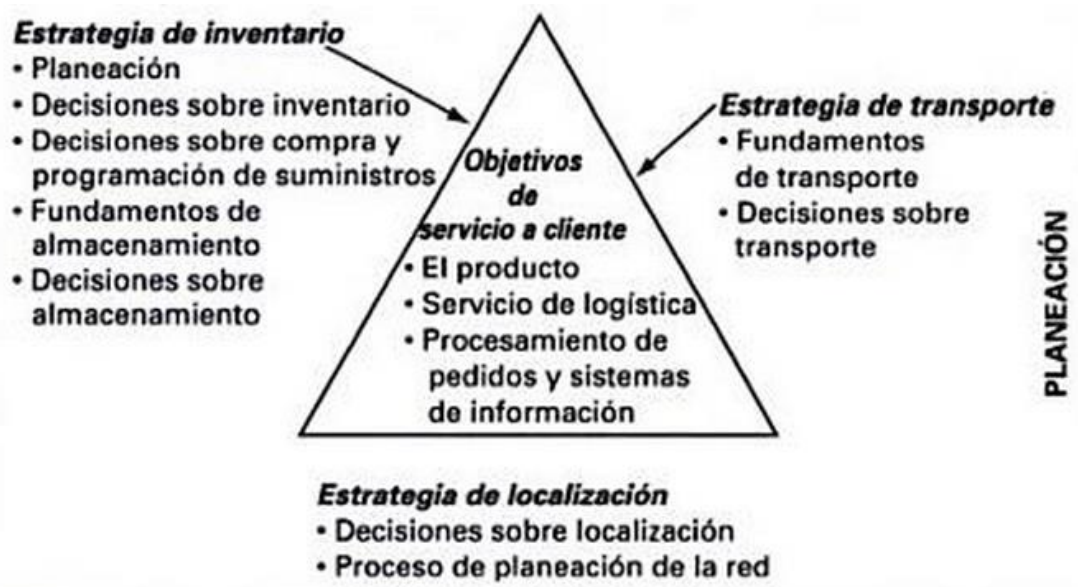 Estrategia de inventario
• Planeación
• Decisiones sobre inventario
• Decisiones sobre compra y
programación de suministros
• Fundamentos de
almacenamiento
• Decisiones sobre
almacenamiento
Objetivos
de
servicio a cliente
• El producto
• Servicio de logística
• Procesamiento de
pedidos y sistemas
de información
Estrategia de transporte
• Fundamentos
de transporte
• Decisiones sobre
transporte
PLANEACIÓN
Estrategia de localización
• Decisiones sobre localización
• Proceso de planeación de la red